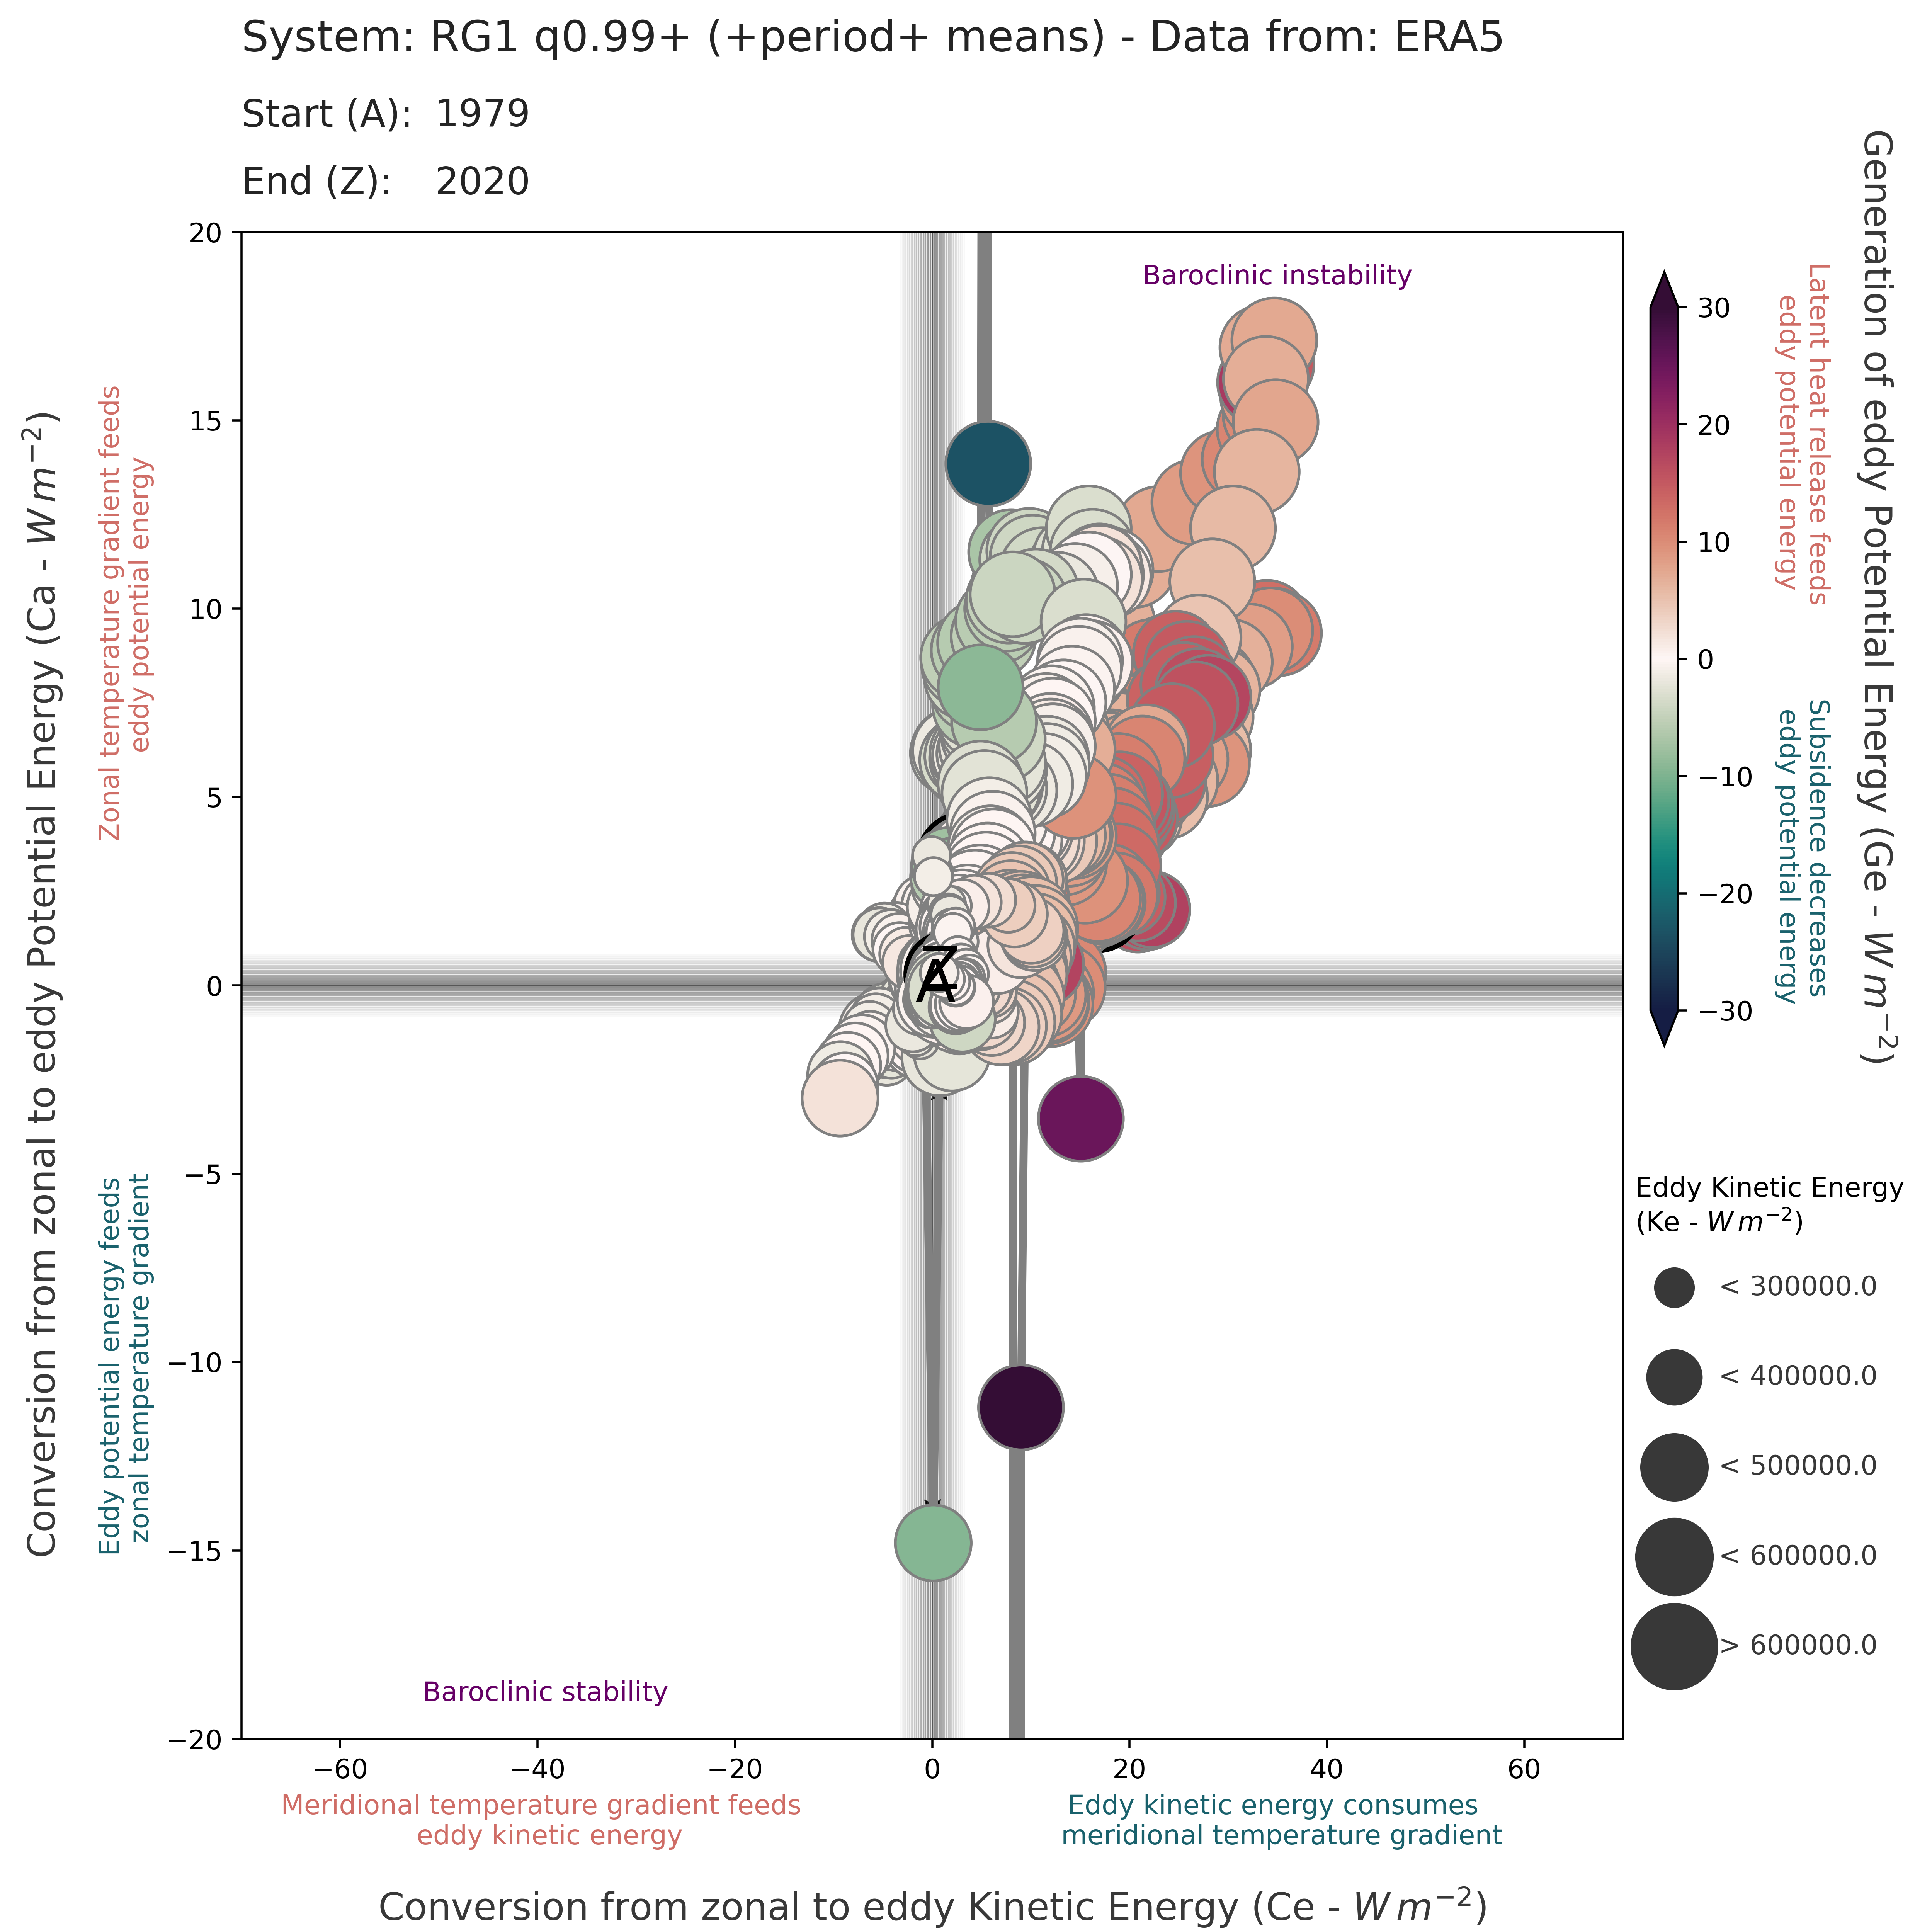 System: RG1 q0.99+ (+period+ means) - Data from: ERA5
Start (A): 1979
End (Z): 2020
Conversion from zonal to eddy Potential Energy (Ca - W m⁻²)
Zonal temperature gradient feeds
eddy potential energy
Eddy potential energy feeds
zonal temperature gradient
20
15
10
5
0
−5
−10
−15
−20
Baroclinic instability
A
Z
Baroclinic stability
−60
−40
−20
0
20
40
60
Meridional temperature gradient feeds
eddy kinetic energy
Eddy kinetic energy consumes
meridional temperature gradient
Conversion from zonal to eddy Kinetic Energy (Ce - W m⁻²)
30
20
10
0
−10
−20
−30
Latent heat release feeds
eddy potential energy
Subsidence decreases
eddy potential energy
Generation of eddy Potential Energy (Ge - W m⁻²)
Eddy Kinetic Energy
(Ke - W m⁻²)
< 300000.0
< 400000.0
< 500000.0
< 600000.0
> 600000.0